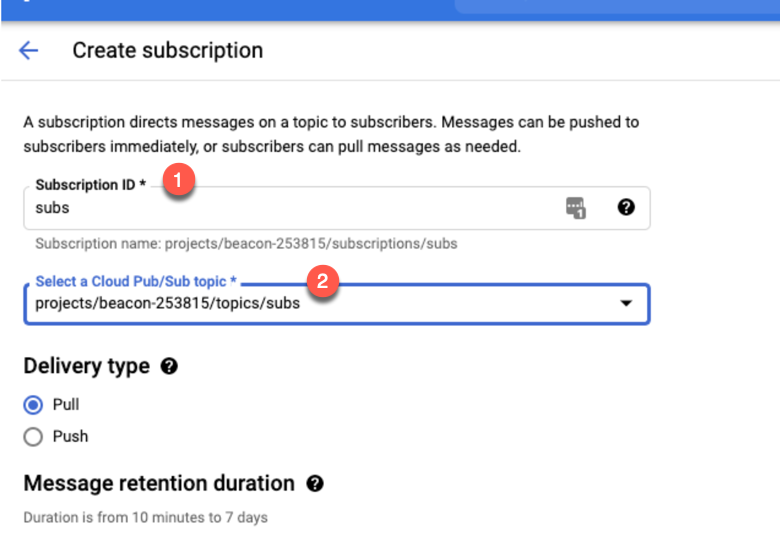 Create subscription
A subscription directs messages on a topic to subscribers. Messages can be pushed to
subscribers immediately, or subscribers can pull messages as needed.
Subscription ID *
1
subs
1
?
Subscription name: projects/beacon-253815/subscriptions/subs
Select a Cloud Pub/Sub topic *
2
projects/beacon-253815/topics/subs
Delivery type ?
Pull
Push
Message retention duration ?
Duration is from 10 minutes to 7 days